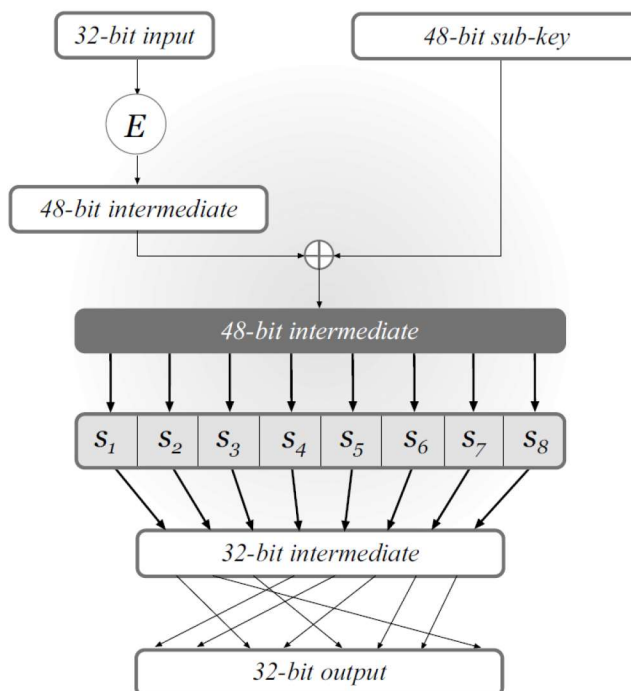 32-bit input
48-bit sub-key
E
48-bit intermediate
48-bit intermediate
S1 S2 S3 S4 S5 S6 S7 S8
32-bit intermediate
32-bit output